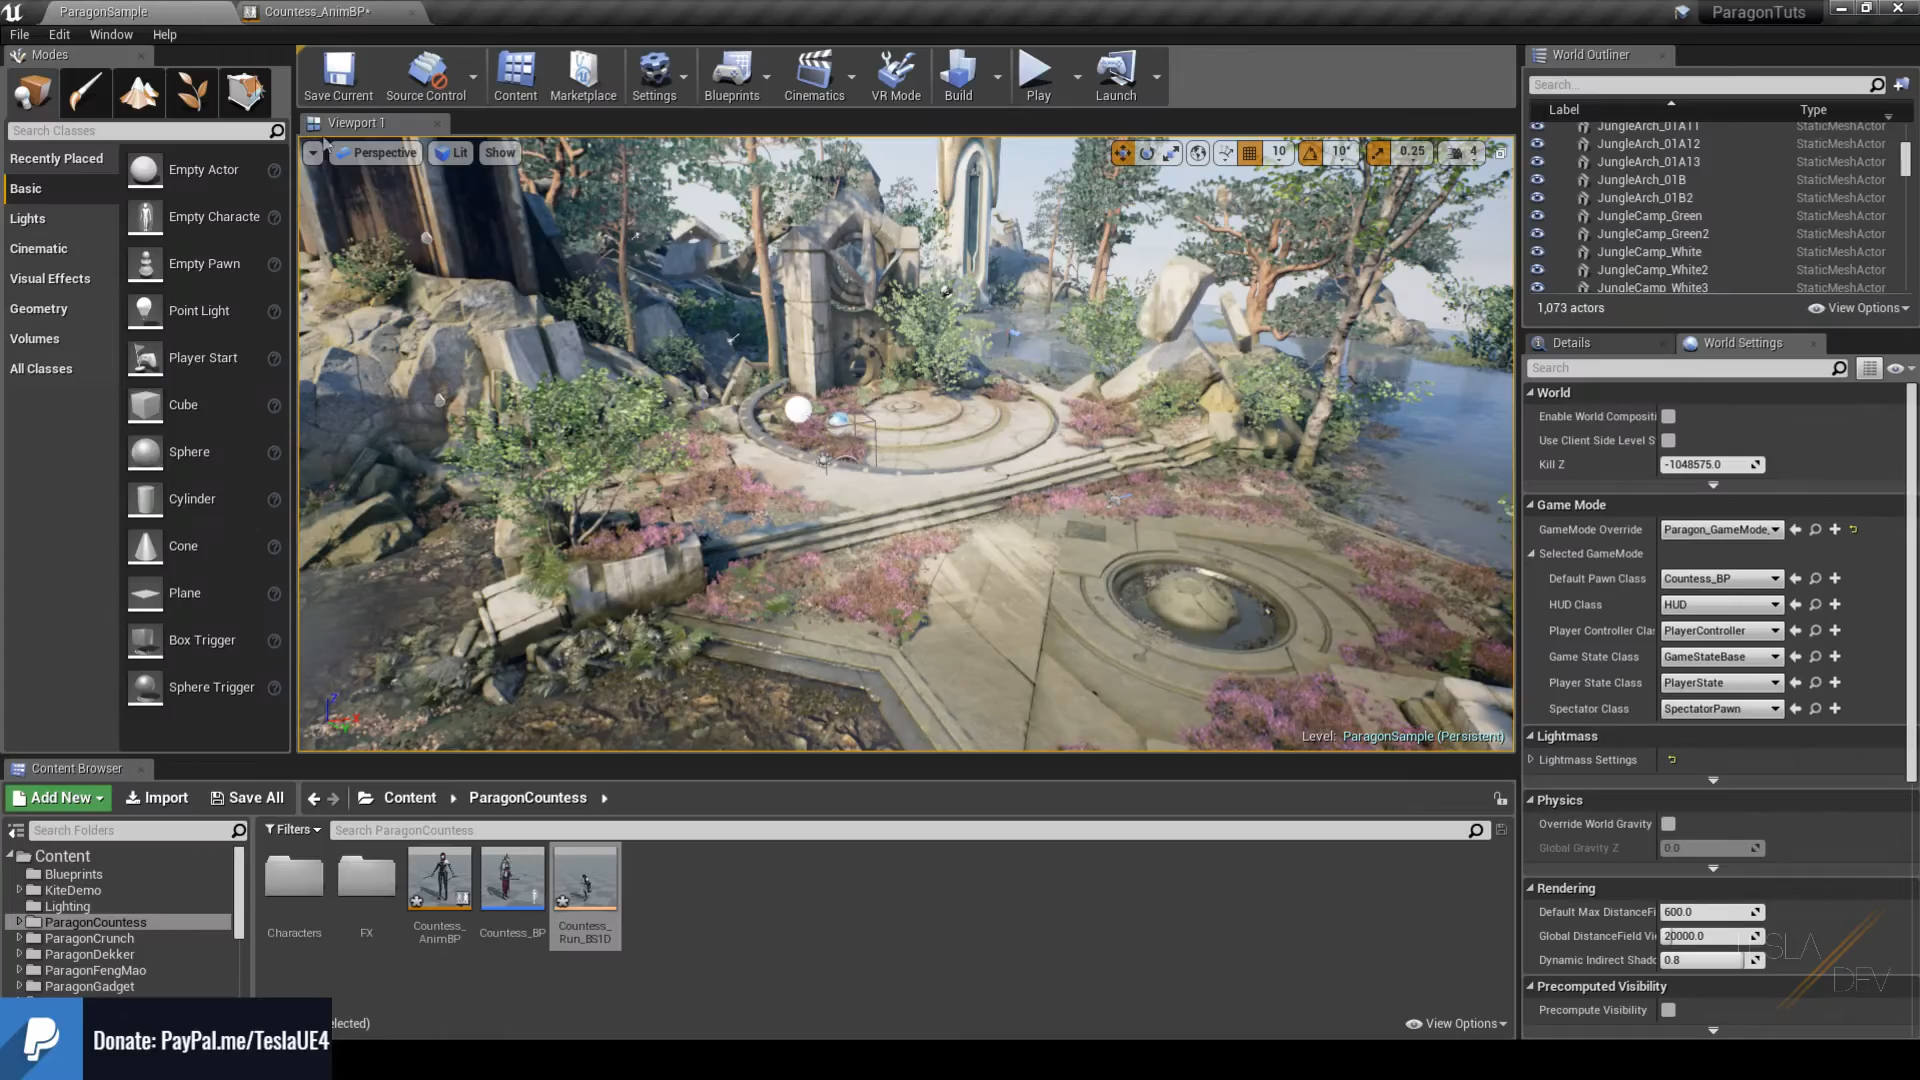 ParagonSample
Countess_AnimBP*
ParagonTuts
File Edit Window Help
Modes
Search Classes
Recently Placed
Basic
Lights
Cinematic
Visual Effects
Geometry
Volumes
All Classes
Empty Actor
Empty Characte
Empty Pawn
Point Light
Player Start
Cube
Sphere
Cylinder
Cone
Plane
Box Trigger
Sphere Trigger
Save Current
Source Control
Content
Marketplace
Settings
Blueprints
Cinematics
VR Mode
Build
Play
Launch
Viewport 1
Perspective Lit Show
10 10° 0.25 4
Level: ParagonSample (Persistent)
World Outliner
Search...
Label Type
JungleArch_01A11 StaticMeshActor
JungleArch_01A12 StaticMeshActor
JungleArch_01A13 StaticMeshActor
JungleArch_01B StaticMeshActor
JungleArch_01B2 StaticMeshActor
JungleCamp_Green StaticMeshActor
JungleCamp_Green2 StaticMeshActor
JungleCamp_White StaticMeshActor
JungleCamp_White2 StaticMeshActor
JungleCamp_White3 StaticMeshActor
1,073 actors
View Options
Details
World Settings
Search
World
Enable World Compositi
Use Client Side Level S
Kill Z -1048575.0
Game Mode
GameMode Override Paragon_GameMode_
Selected GameMode
Default Pawn Class Countess_BP
HUD Class HUD
Player Controller Clas PlayerController
Game State Class GameStateBase
Player State Class PlayerState
Spectator Class SpectatorPawn
Lightmass
Lightmass Settings
Physics
Override World Gravity
Global Gravity Z 0.0
Rendering
Default Max DistanceFi 600.0
Global DistanceField Vi 20000.0
Dynamic Indirect Shado 0.8
Precomputed Visibility
Precompute Visibility
Content Browser
Add New Import Save All Content ParagonCountess
Search Folders
Filters
Search ParagonCountess
Content
Blueprints
KiteDemo
Lighting
ParagonCountess
ParagonCrunch
ParagonDekker
ParagonFengMao
ParagonGadget
Characters
FX
Countess_
AnimBP
Countess_BP
Countess_
Run_BS1D
elected)
View Options
Donate: PayPal.me/TeslaUE4
DEV